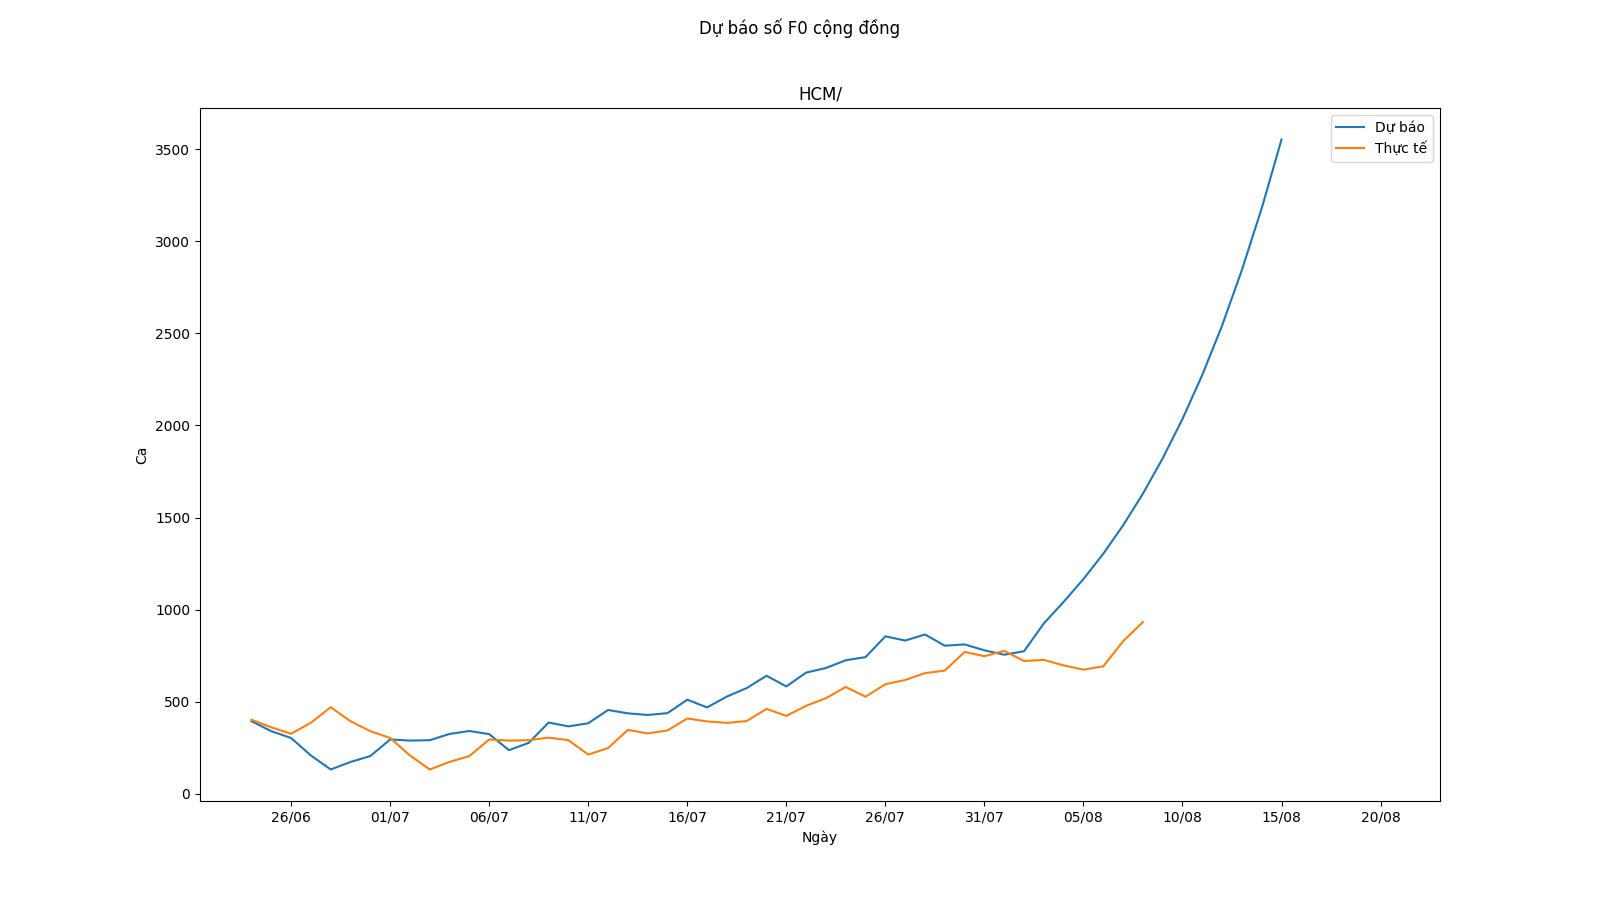 Dự báo số F0 cộng đồng
HCM/
Dự báo
Thực tế
3500
3000
2500
2000
1500
1000
500
0
Ca
26/06 01/07 06/07 11/07 16/07 21/07 26/07 31/07 05/08 10/08 15/08 20/08
Ngày